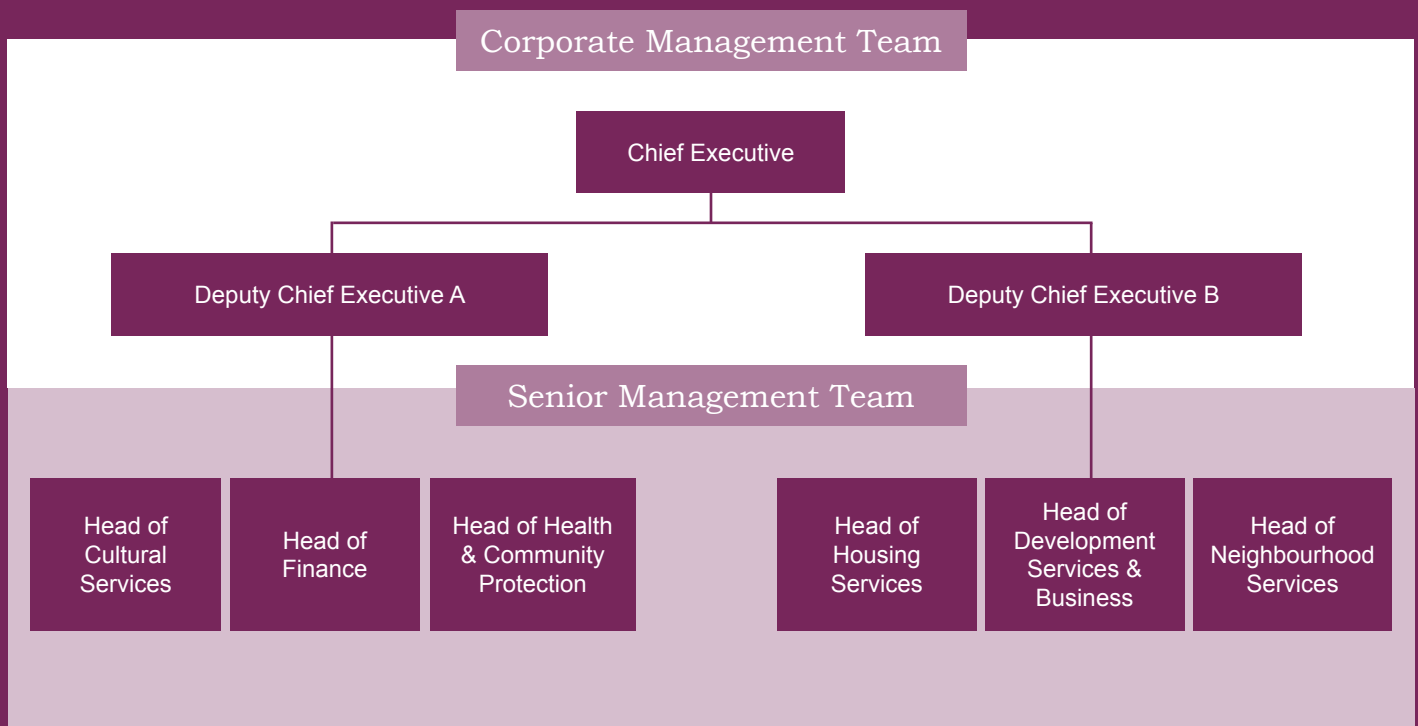 Corporate Management Team
Chief Executive
Deputy Chief Executive A
Deputy Chief Executive B
Senior Management Team
Head of
Cultural
Services
Head of
Finance
Head of Health
& Community
Protection
Head of
Housing
Services
Head of
Development
Services &
Business
Head of
Neighbourhood
Services